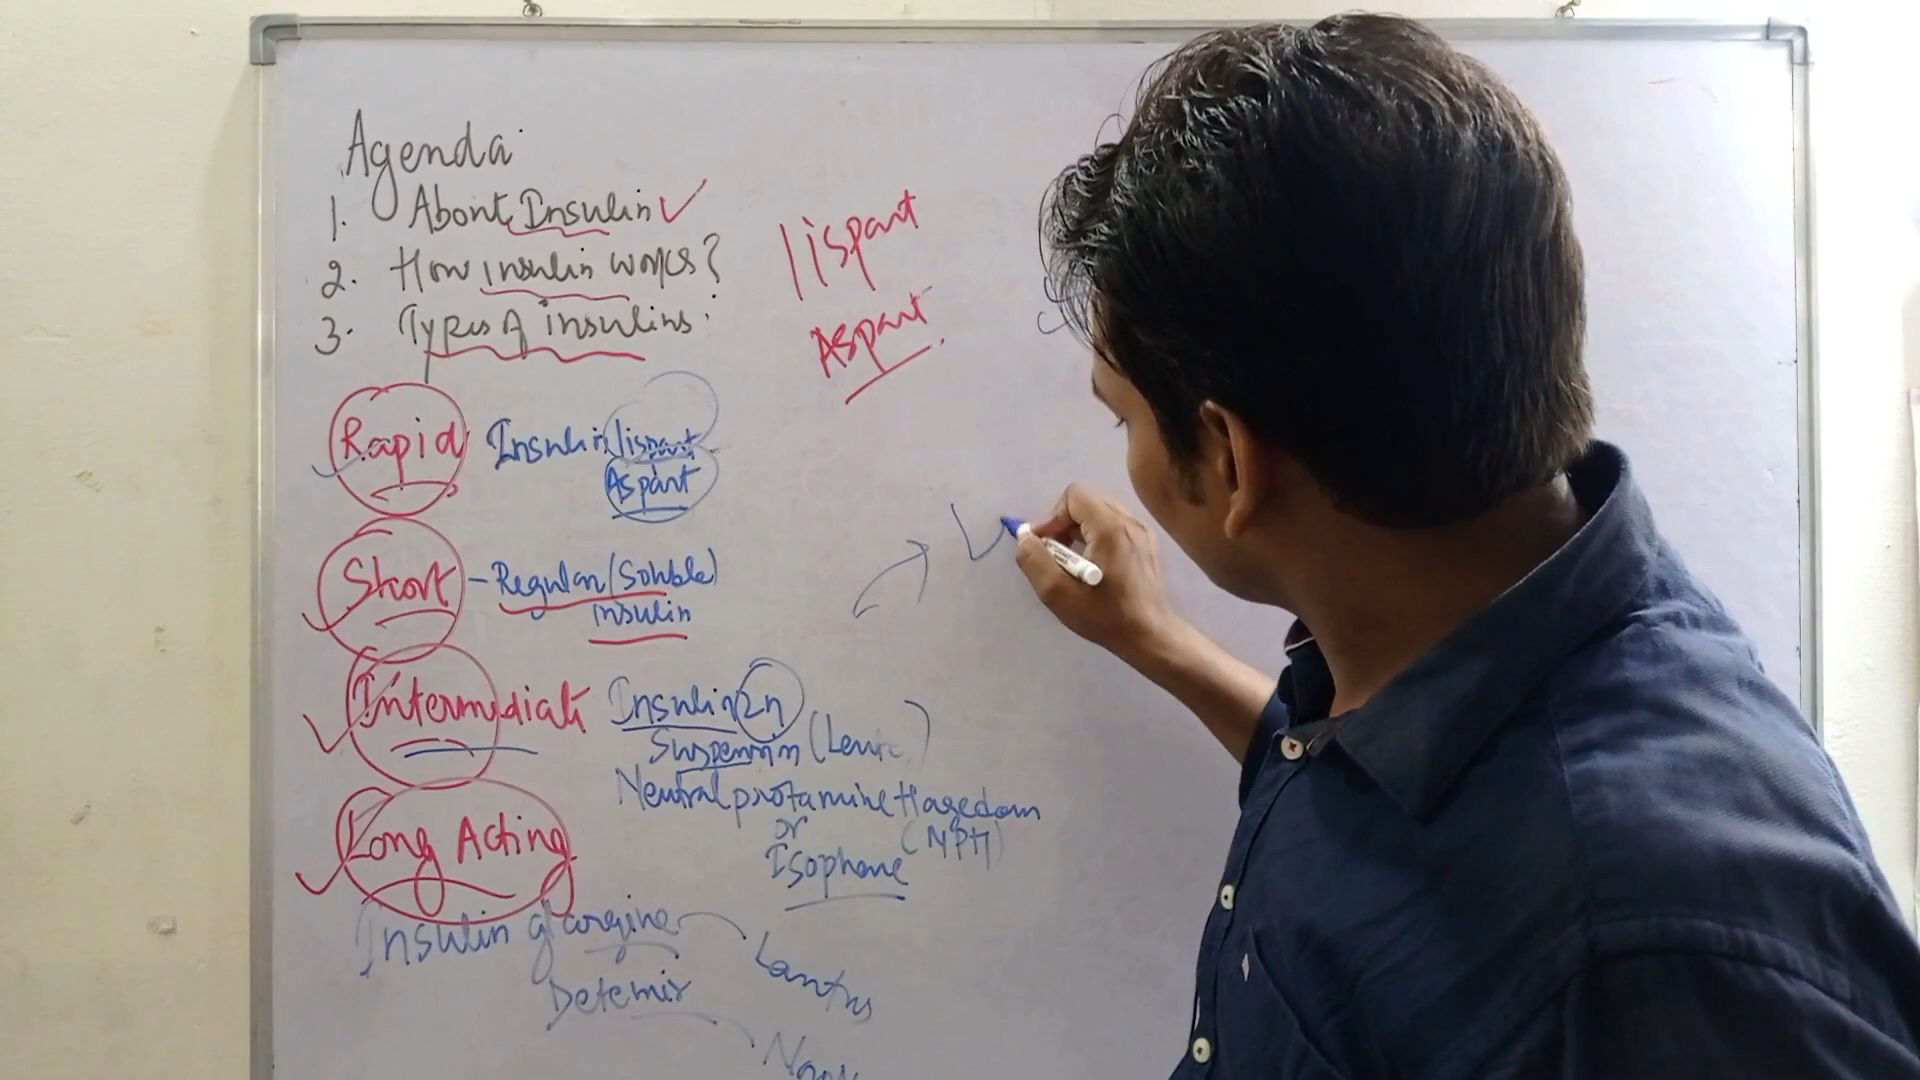 Agenda
1. About Insulin ✓
2. How insulin works?
3. Types of insulins
lispart
Aspart
Rapid Insulin lispart
Aspart
Short - Regular (Soluble)
insulin
Intermediate Insulin Zn
Suspension (Lente)
Neutral protamine Hagedorn
or (NPH)
Isophane
Long Acting
Insulin glargine
Lantus
Detemir